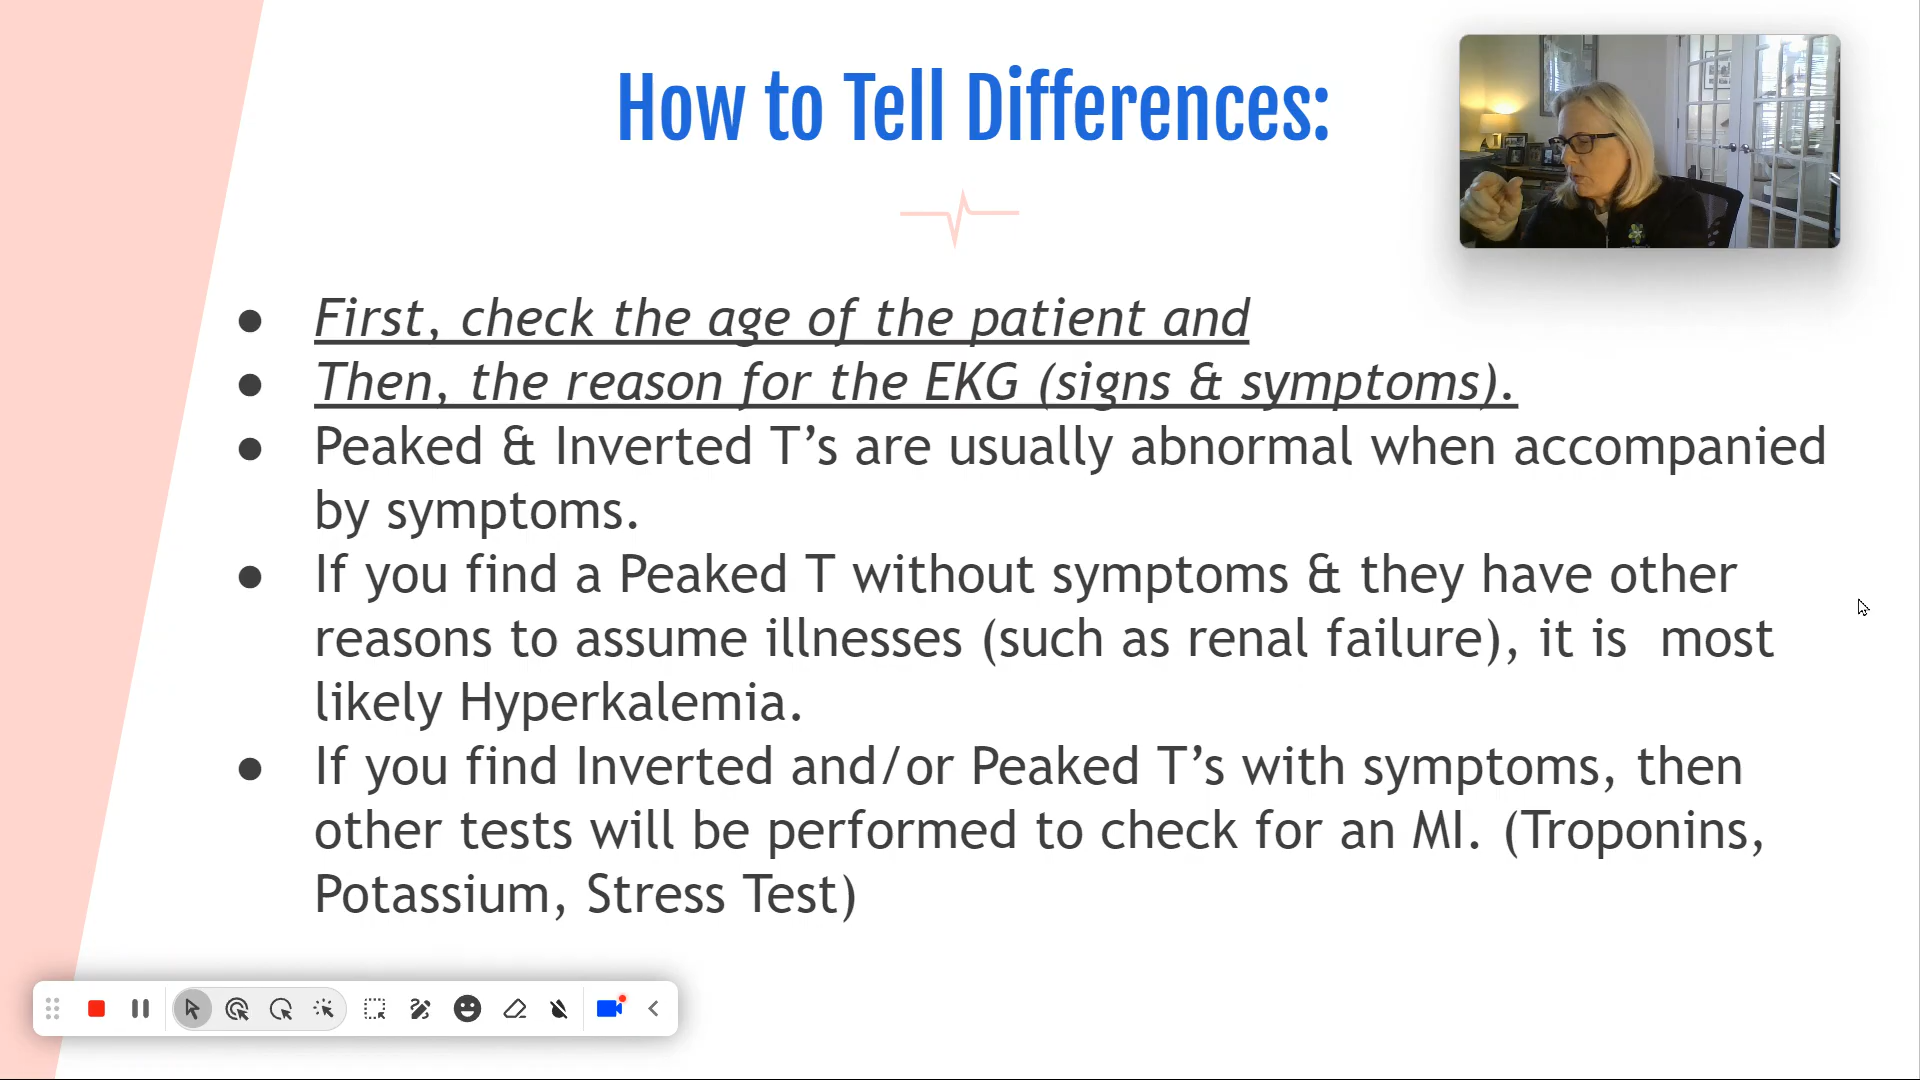 How to Tell Differences:
● First, check the age of the patient and
● Then, the reason for the EKG (signs & symptoms).
● Peaked & Inverted T’s are usually abnormal when accompanied
by symptoms.
● If you find a Peaked T without symptoms & they have other
reasons to assume illnesses (such as renal failure), it is  most
likely Hyperkalemia.
● If you find Inverted and/or Peaked T’s with symptoms, then
other tests will be performed to check for an MI. (Troponins,
Potassium, Stress Test)